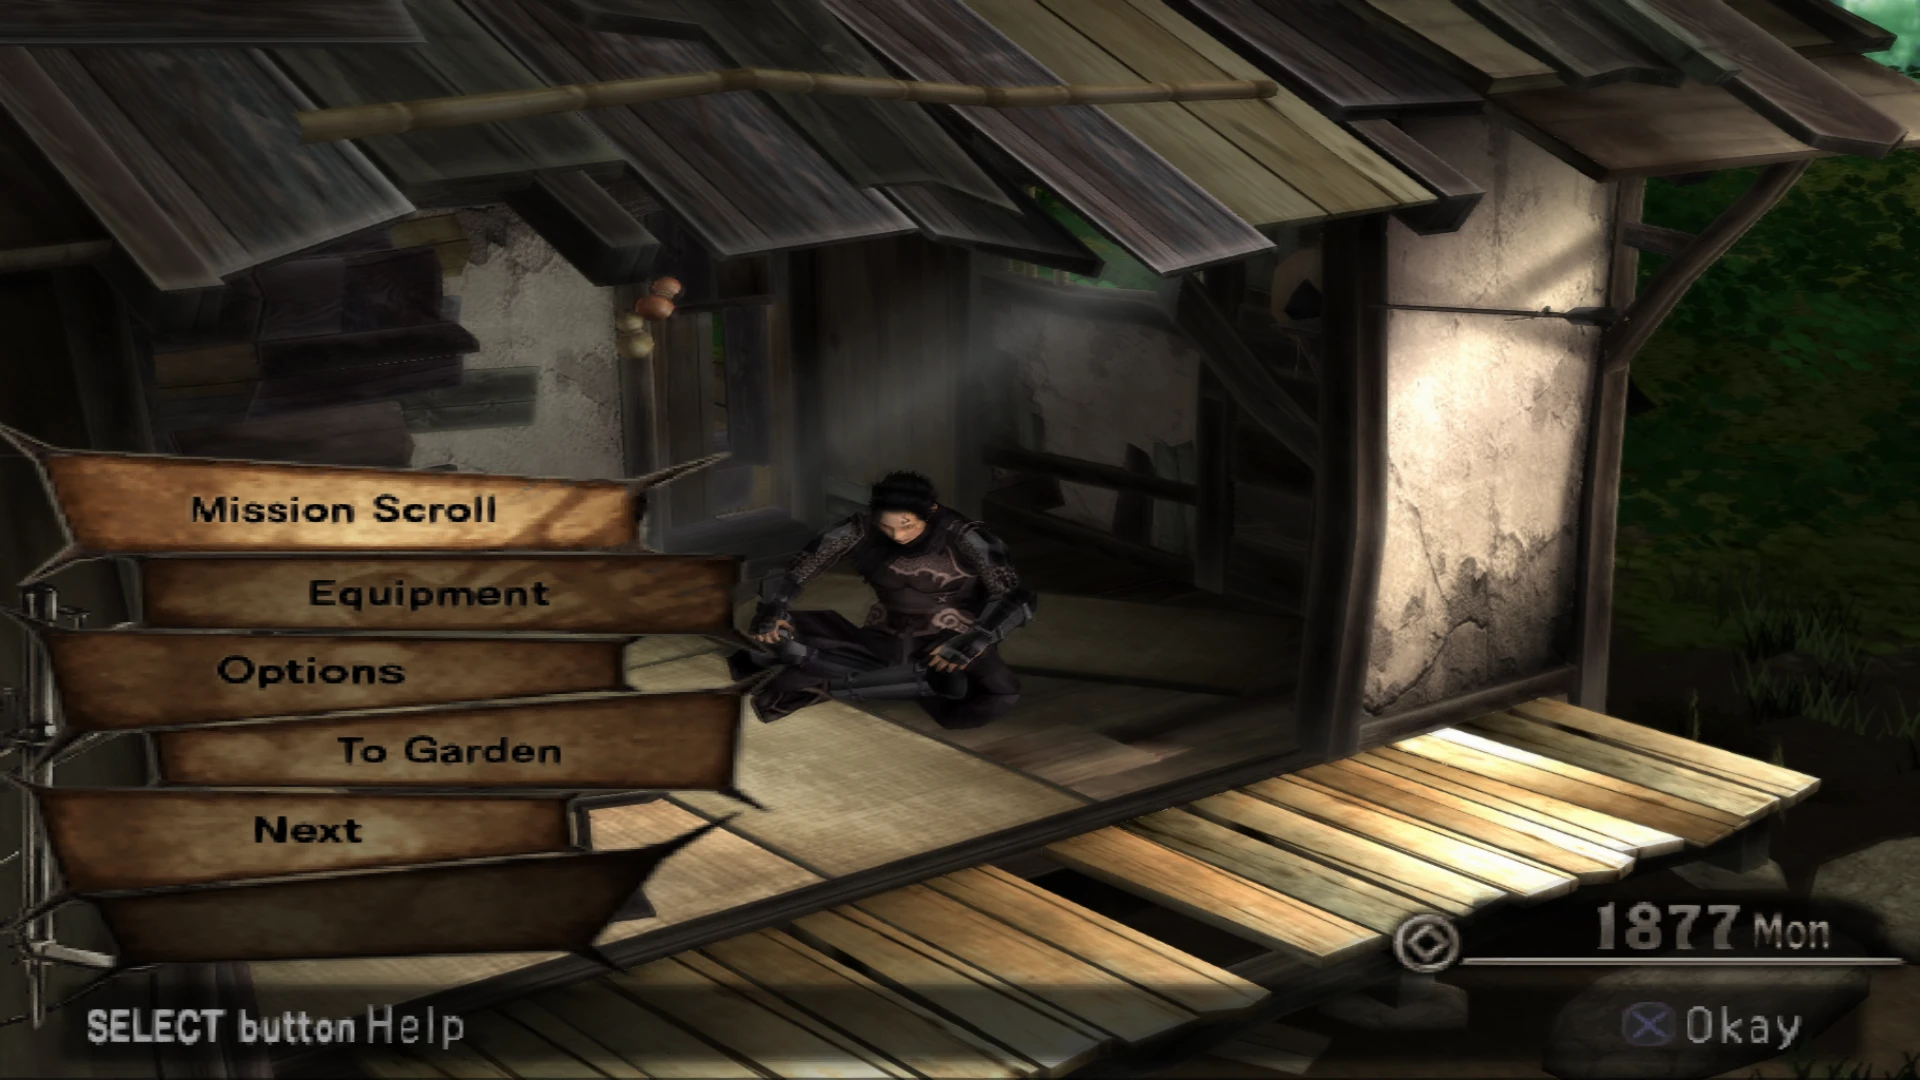 Mission Scroll
Equipment
Options
To Garden
Next
1877 Mon
SELECT button Help
Okay